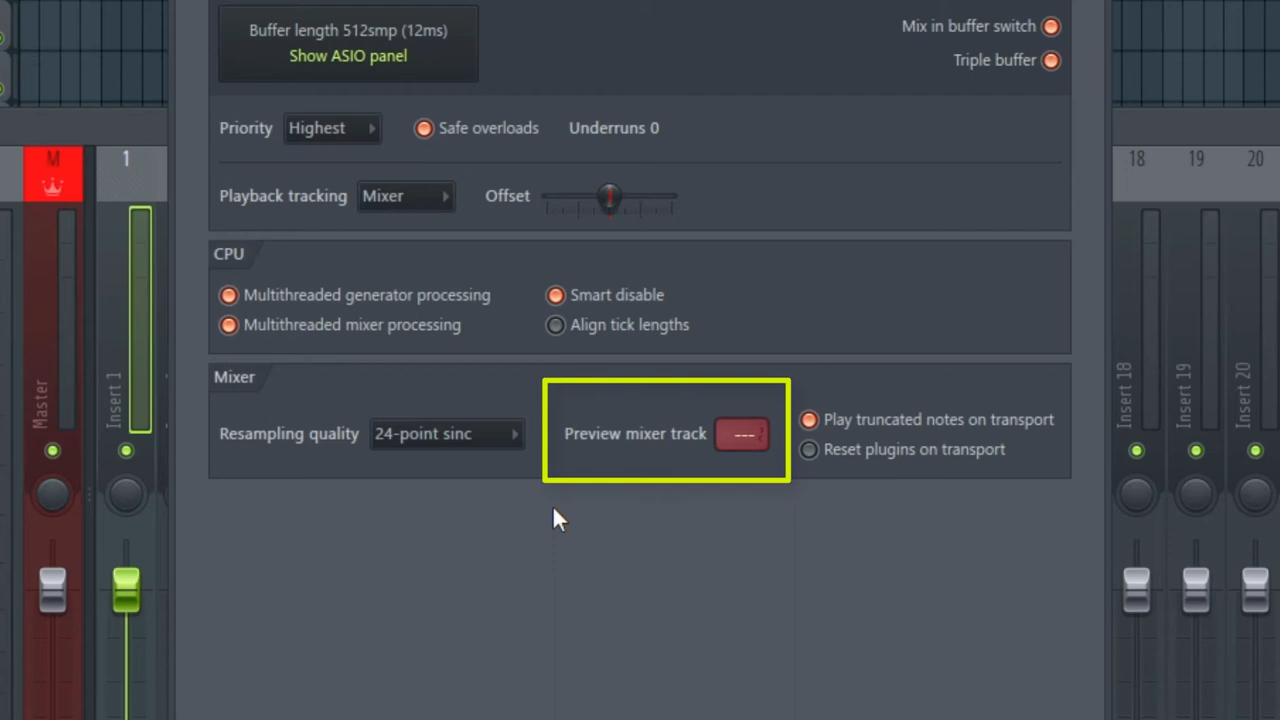 Buffer length 512smp (12ms)
Show ASIO panel
Mix in buffer switch
Triple buffer
Priority Highest Safe overloads Underruns 0
Playback tracking Mixer Offset
CPU
Multithreaded generator processing Smart disable
Multithreaded mixer processing Align tick lengths
Mixer
Resampling quality 24-point sinc Preview mixer track ---
Play truncated notes on transport
Reset plugins on transport
M 1 18 19 20
Master
Insert 1
Insert 18
Insert 19
Insert 20